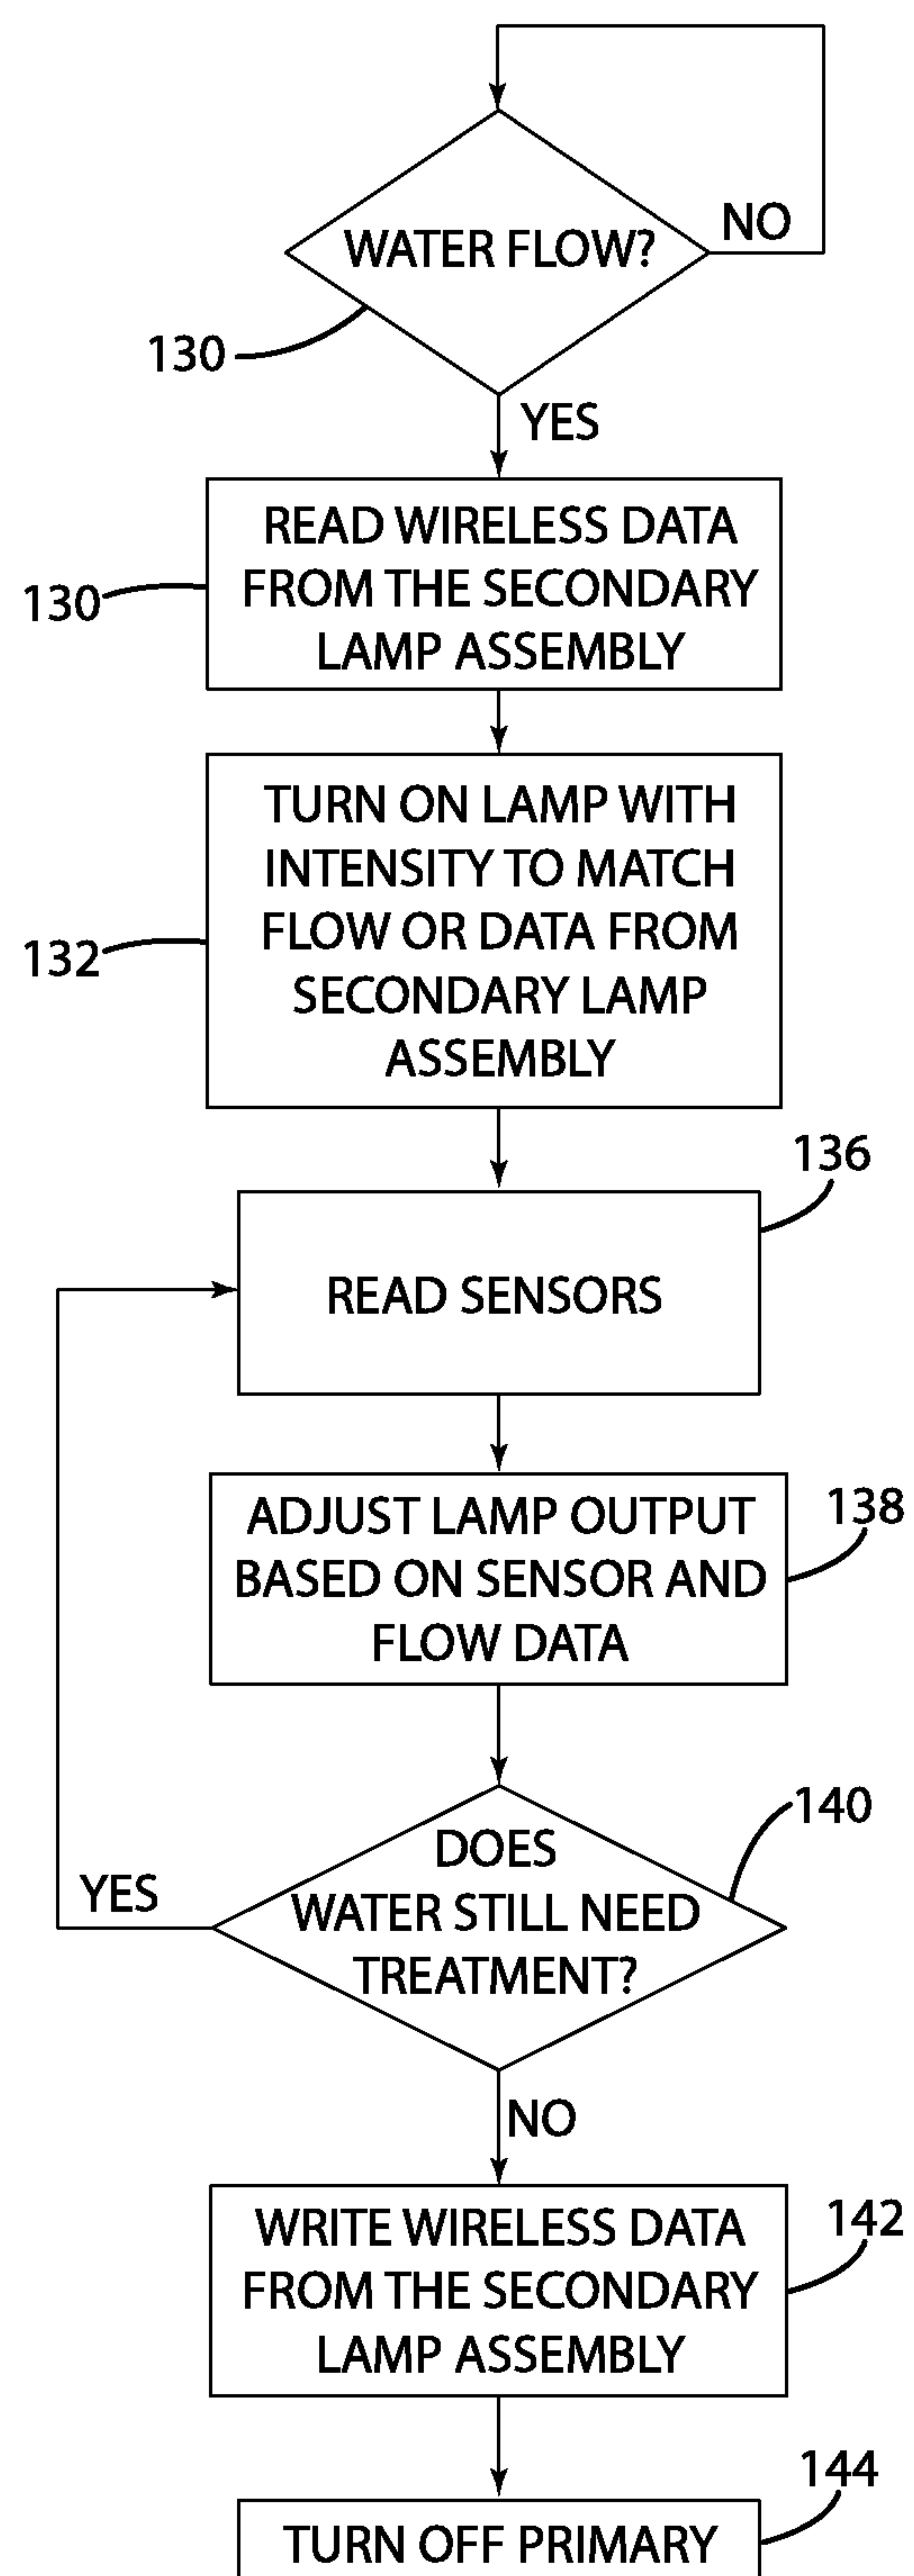 WATER FLOW?
NO
130
YES
READ WIRELESS DATA
FROM THE SECONDARY
LAMP ASSEMBLY
130
TURN ON LAMP WITH
INTENSITY TO MATCH
FLOW OR DATA FROM
SECONDARY LAMP
ASSEMBLY
132
136
READ SENSORS
138
ADJUST LAMP OUTPUT
BASED ON SENSOR AND
FLOW DATA
140
DOES
WATER STILL NEED
TREATMENT?
YES
NO
WRITE WIRELESS DATA
FROM THE SECONDARY
LAMP ASSEMBLY
142
144
TURN OFF PRIMARY